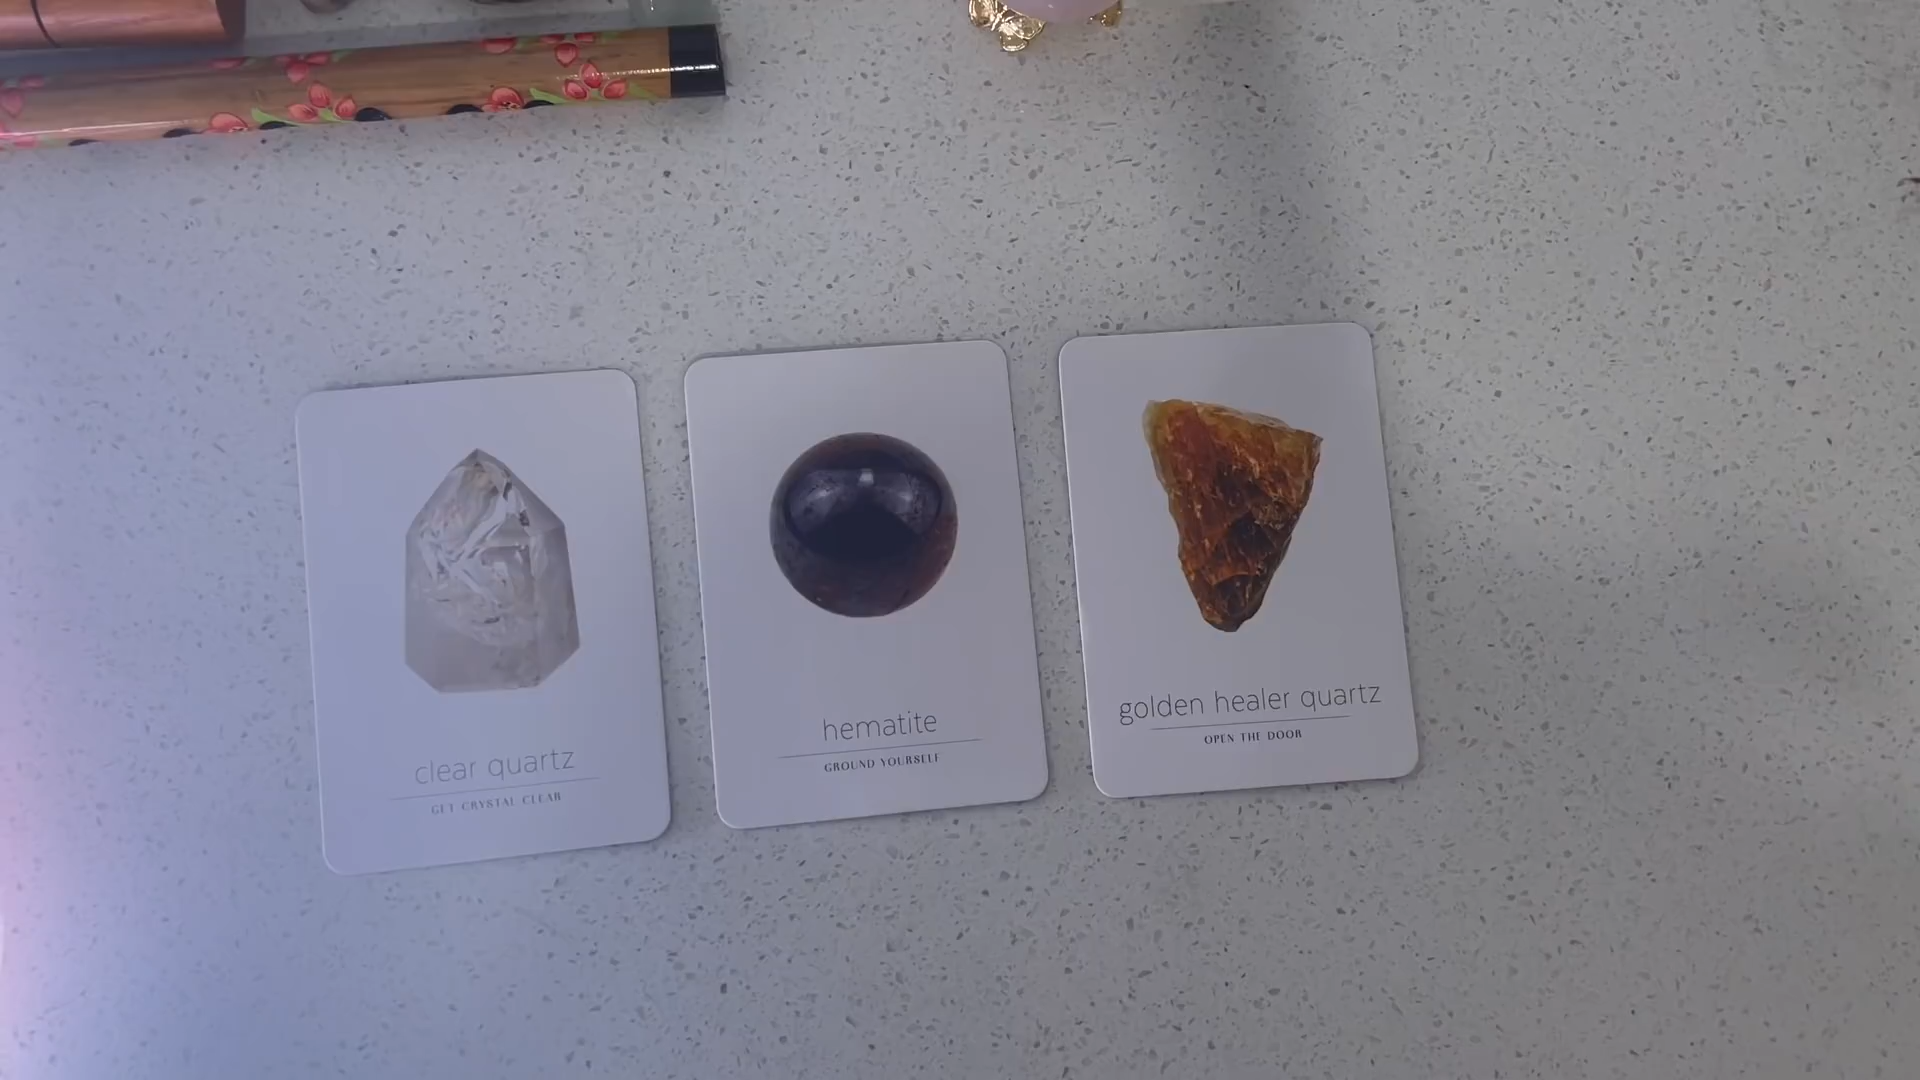 clear quartz
GET CRYSTAL CLEAR
hematite
GROUND YOURSELF
golden healer quartz
OPEN THE DOOR